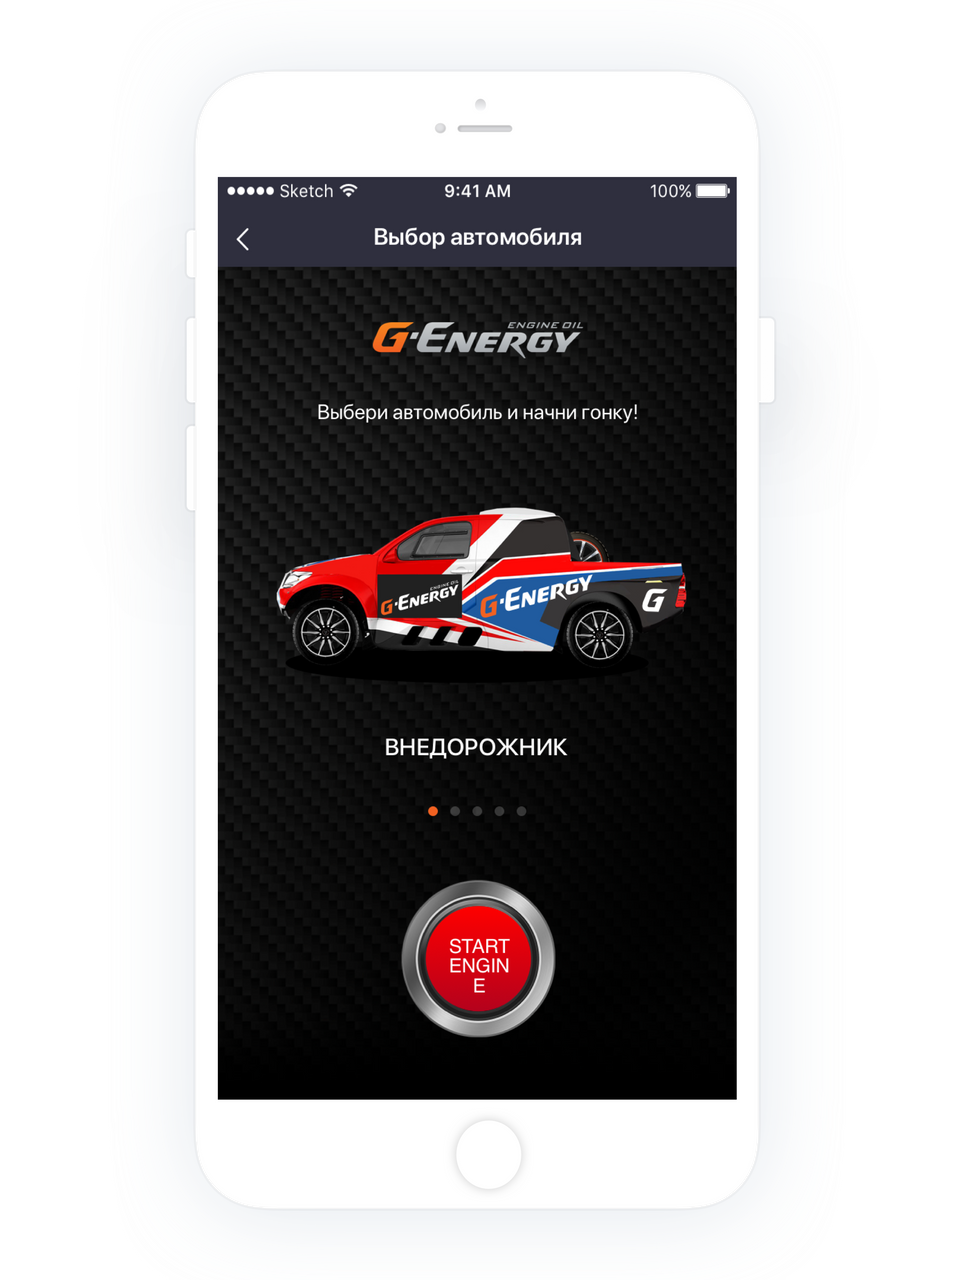 Sketch 9:41 AM 100%
Выбор автомобиля
ENGINE OIL
G-ENERGY
Выбери автомобиль и начни гонку!
ENGINE OIL
G-ENERGY
G-ENERGY
G
ВНЕДОРОЖНИК
START
ENGIN
E